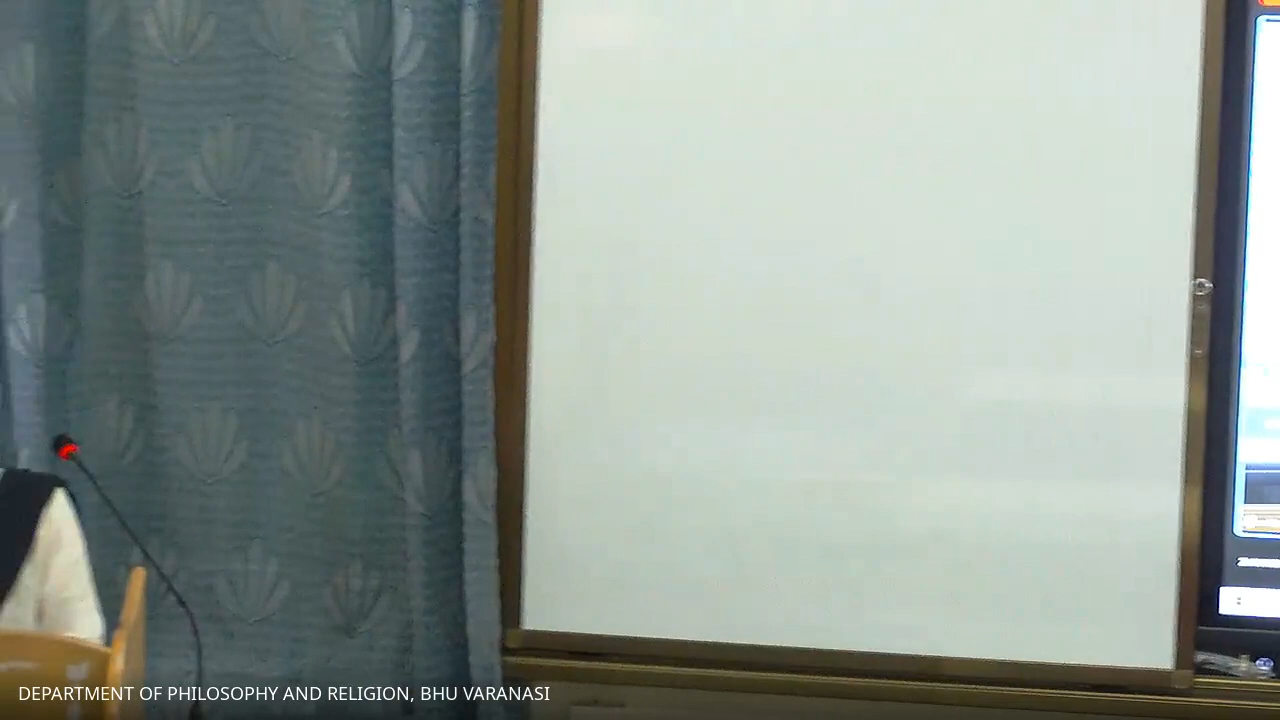 DEPARTMENT OF PHILOSOPHY AND RELIGION, BHU VARANASI